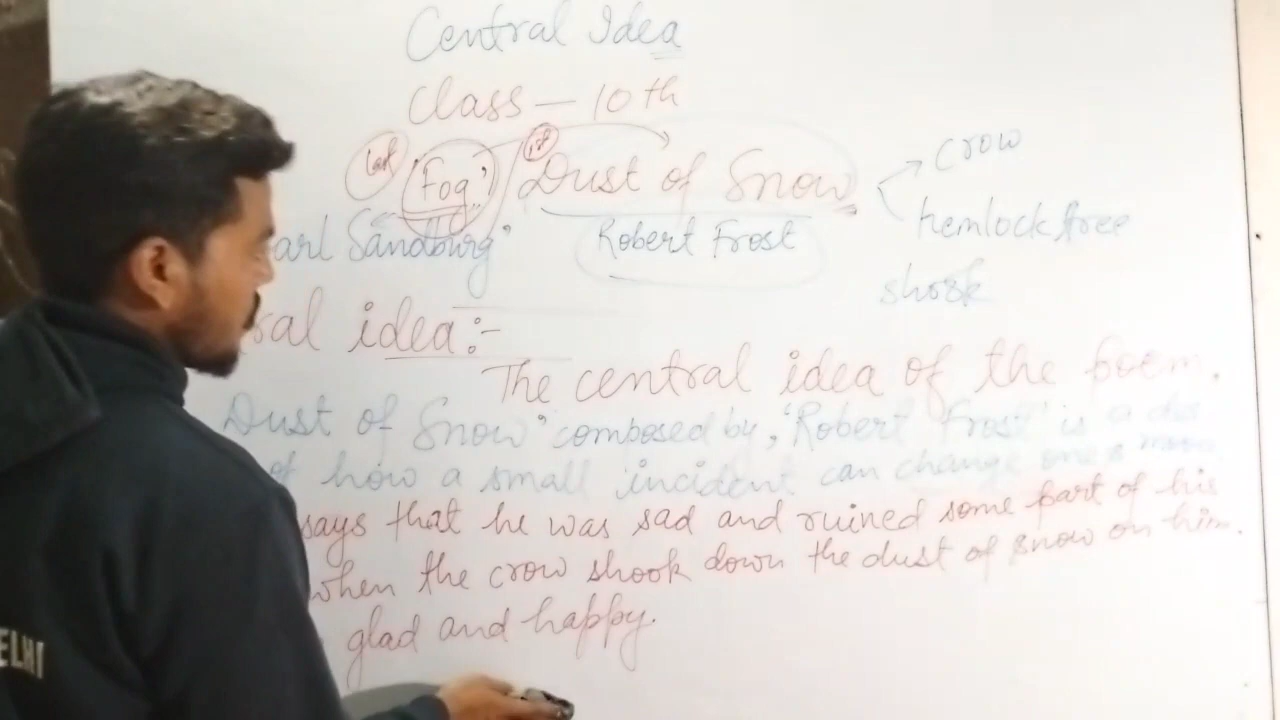 Central Idea
Class - 10th
Last 'Fog' 1st Dust of Snow
crow
hemlock tree
shook
arl Sandburg" Robert Frost
ral idea:-
The central idea of the poem.
Dust of Snow" composed by, 'Robert Frost' is a
of how a small incident can change one's
says that he was sad and ruined some part of his
when the crow shook down the dust of snow on him.
glad and happy.
ELHI